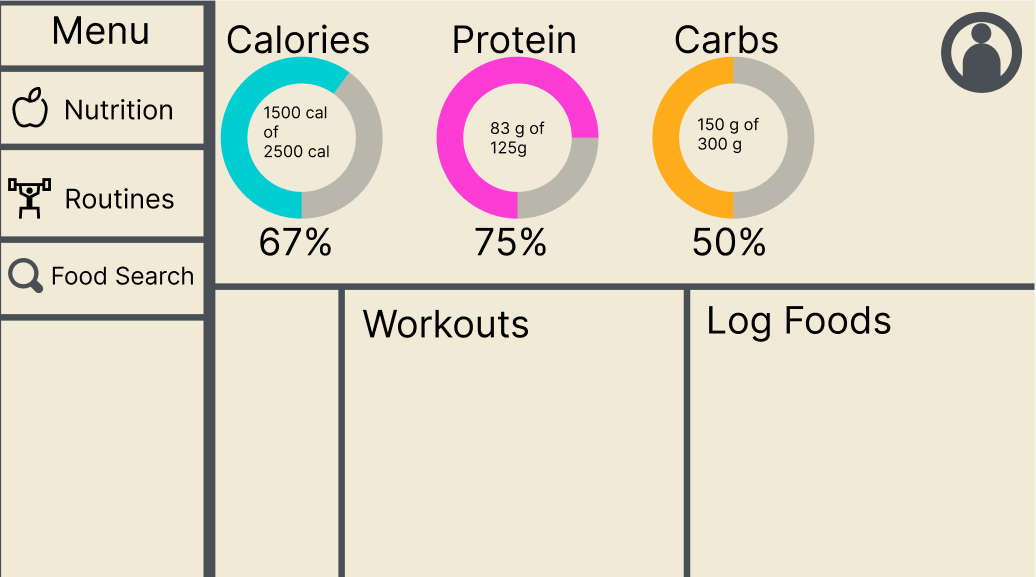 Menu
Nutrition
Routines
Food Search
Calories
1500 cal
of
2500 cal
67%
Protein
83 g of
125g
75%
Carbs
150 g of
300 g
50%
Workouts
Log Foods